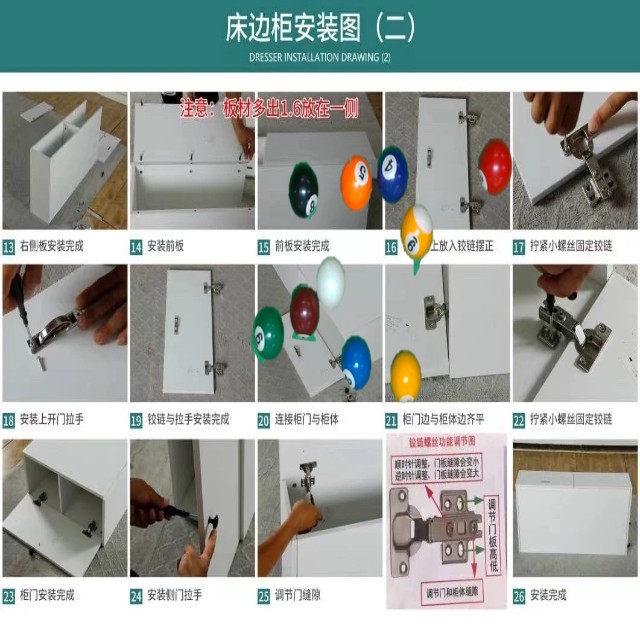 床边柜安装图（二）
DRESSER INSTALLATION DRAWING (2)
注意：板材多出1.6放在一侧
13 右侧板安装完成
14 安装前板
15 前板安装完成
16 上放入铰链摆正
17 拧紧小螺丝固定铰链
8
5
4
9
18 安装上开门拉手
19 铰链与拉手安装完成
20 连接柜门与柜体
21 柜门边与柜体边齐平
22 拧紧小螺丝固定铰链
6
铰链螺丝功能调节图
顺时针调整，门板缝隙会变小
逆时针调整，门板缝隙会变大
调节门板高低
调节门和柜体缝隙
23 柜门安装完成
24 安装侧门拉手
25 调节门缝隙
26 安装完成